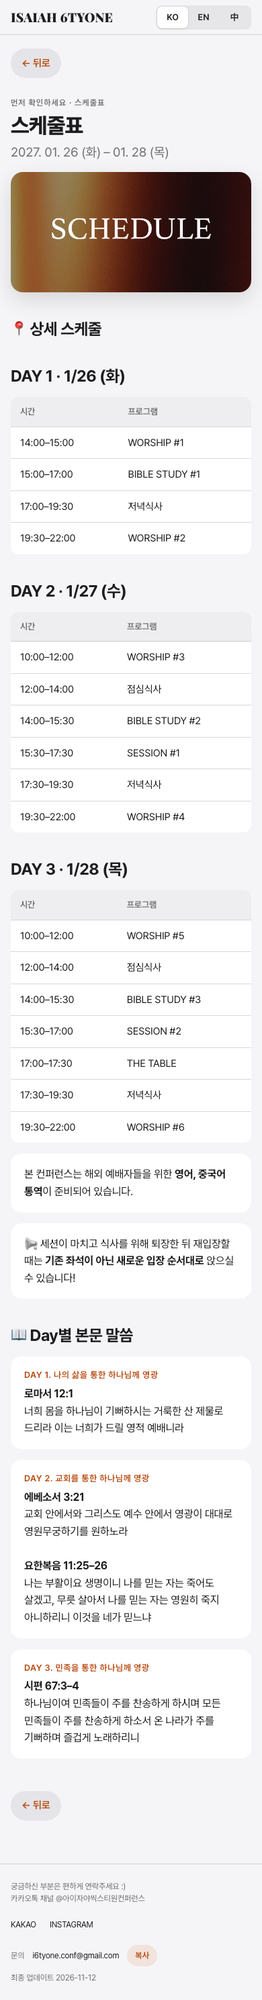 ISAIAH 6TYONE
KO EN 中
← 뒤로
먼저 확인하세요 · 스케줄표
스케줄표
2027. 01. 26 (화) – 01. 28 (목)
SCHEDULE
📍 상세 스케줄
DAY 1 · 1/26 (화)
시간 프로그램
14:00–15:00 WORSHIP #1
15:00–17:00 BIBLE STUDY #1
17:00–19:30 저녁식사
19:30–22:00 WORSHIP #2
DAY 2 · 1/27 (수)
시간 프로그램
10:00–12:00 WORSHIP #3
12:00–14:00 점심식사
14:00–15:30 BIBLE STUDY #2
15:30–17:30 SESSION #1
17:30–19:30 저녁식사
19:30–22:00 WORSHIP #4
DAY 3 · 1/28 (목)
시간 프로그램
10:00–12:00 WORSHIP #5
12:00–14:00 점심식사
14:00–15:30 BIBLE STUDY #3
15:30–17:00 SESSION #2
17:00–17:30 THE TABLE
17:30–19:30 저녁식사
19:30–22:00 WORSHIP #6
본 컨퍼런스는 해외 예배자들을 위한 영어, 중국어
통역이 준비되어 있습니다.
📢 세션이 마치고 식사를 위해 퇴장한 뒤 재입장할
때는 기존 좌석이 아닌 새로운 입장 순서대로 앉으실
수 있습니다!
📖 Day별 본문 말씀
DAY 1. 나의 삶을 통한 하나님께 영광
로마서 12:1
너희 몸을 하나님이 기뻐하시는 거룩한 산 제물로
드리라 이는 너희가 드릴 영적 예배니라
DAY 2. 교회를 통한 하나님께 영광
에베소서 3:21
교회 안에서와 그리스도 예수 안에서 영광이 대대로
영원무궁하기를 원하노라
요한복음 11:25–26
나는 부활이요 생명이니 나를 믿는 자는 죽어도
살겠고, 무릇 살아서 나를 믿는 자는 영원히 죽지
아니하리니 이것을 네가 믿느냐
DAY 3. 민족을 통한 하나님께 영광
시편 67:3–4
하나님이여 민족들이 주를 찬송하게 하시며 모든
민족들이 주를 찬송하게 하소서 온 나라가 주를
기뻐하며 즐겁게 노래하리니
← 뒤로
궁금하신 부분은 편하게 연락주세요 :)
카카오톡 채널 @아이자야씩스티원컨퍼런스
KAKAO INSTAGRAM
문의 i6tyone.conf@gmail.com 복사
최종 업데이트 2026-11-12